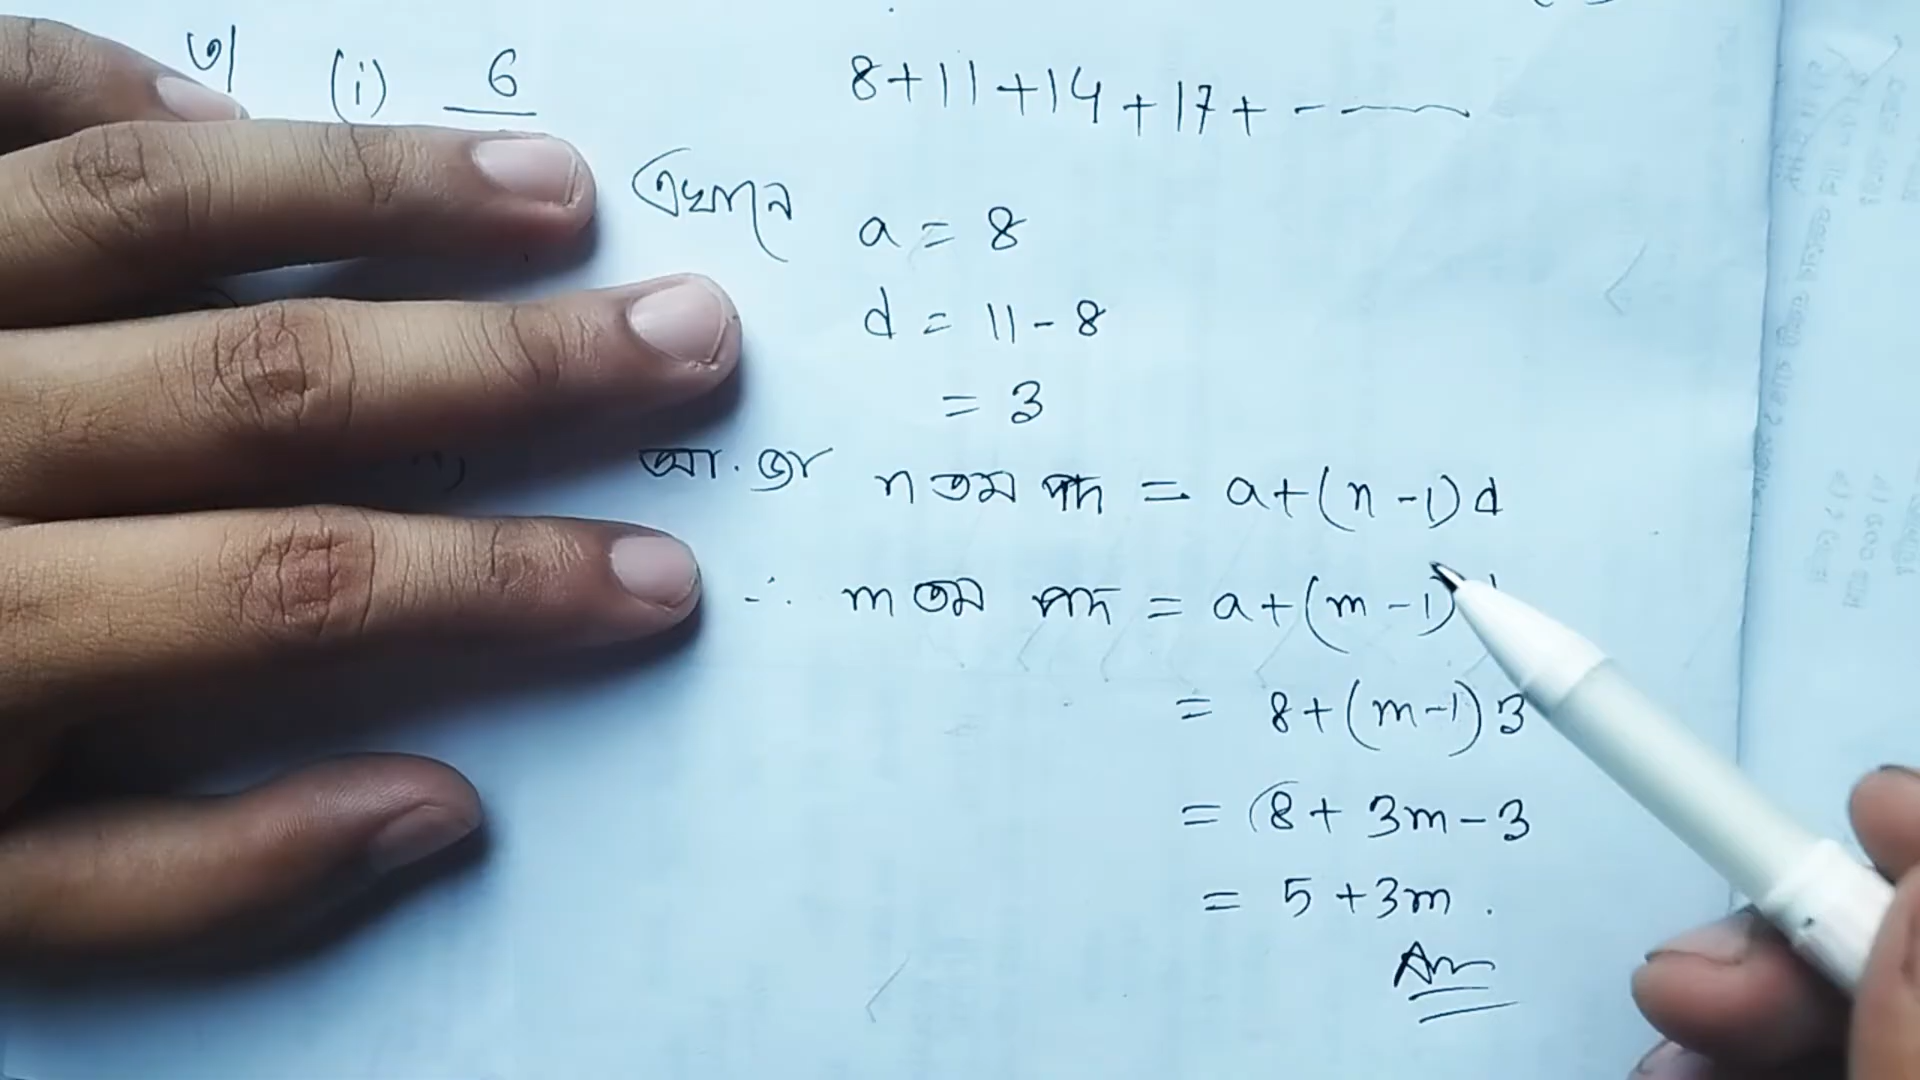 ৩| (i) 6 8+11+14+17+ -
এখানে a = 8
d = 11-8
= 3
আ. জা n তম পদ = a+(n-1)d
∴ m তম পদ = a+(m-1)
= 8+(m-1)3
= 8+ 3m-3
= 5+3m.
Ans